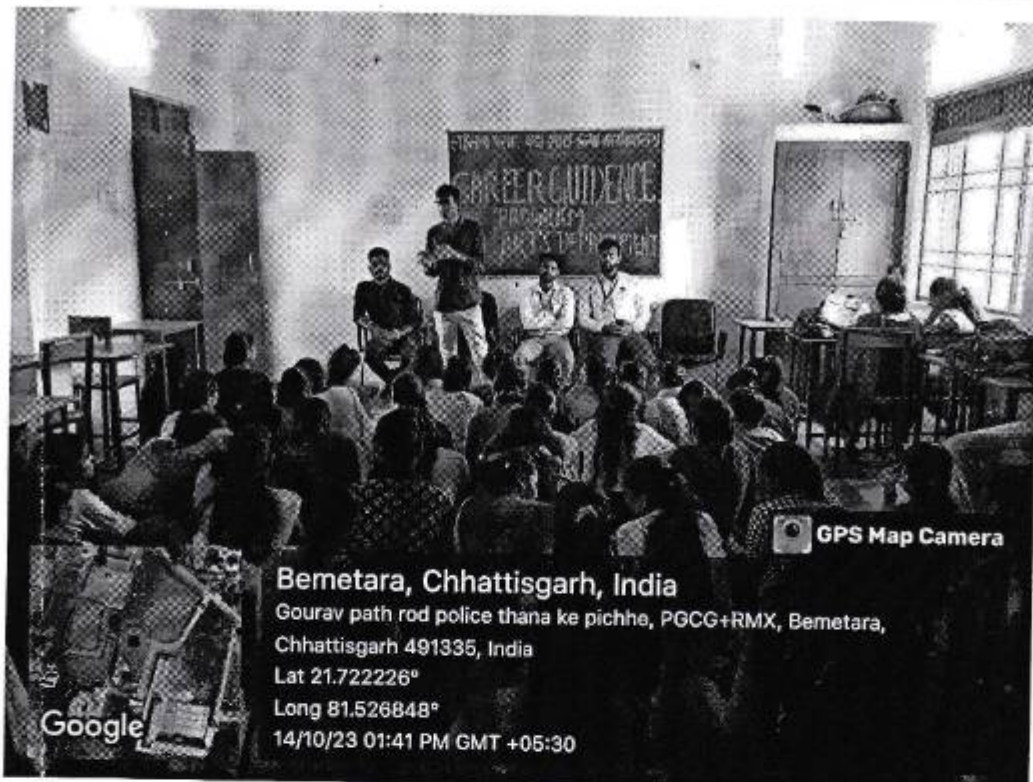 CAREER GUIDENCE
PROGRAM
GPS Map Camera
Bemetara, Chhattisgarh, India
Gourav path rod police thana ke pichhe, PGCG+RMX, Bemetara,
Chhattisgarh 491335, India
Lat 21.722226°
Long 81.526848°
14/10/23 01:41 PM GMT +05:30
Google